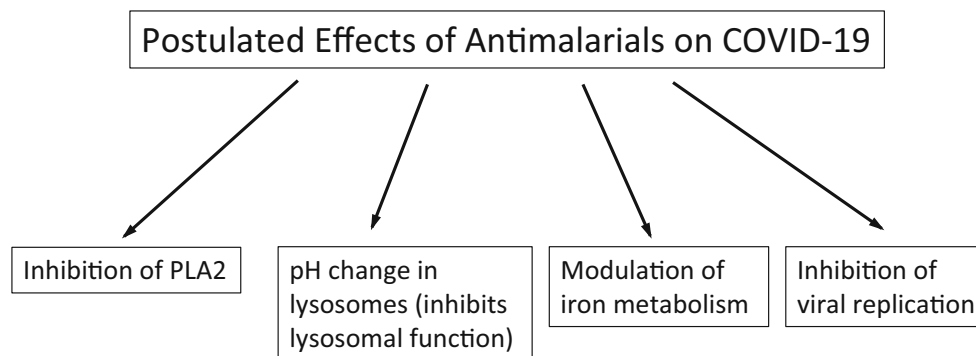 Postulated Effects of Antimalarials on COVID-19
Inhibition of PLA2
pH change in
lysosomes (inhibits
lysosomal function)
Modulation of
iron metabolism
Inhibition of
viral replication